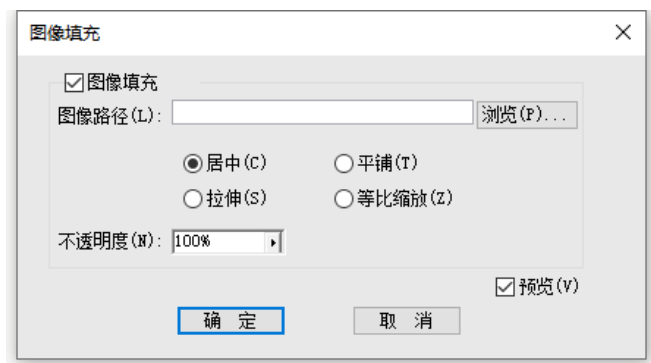 图像填充
图像填充
图像路径(L): 浏览(P)...
居中(C) 平铺(T)
拉伸(S) 等比缩放(Z)
不透明度(N): 100%
预览(V)
确 定 取 消